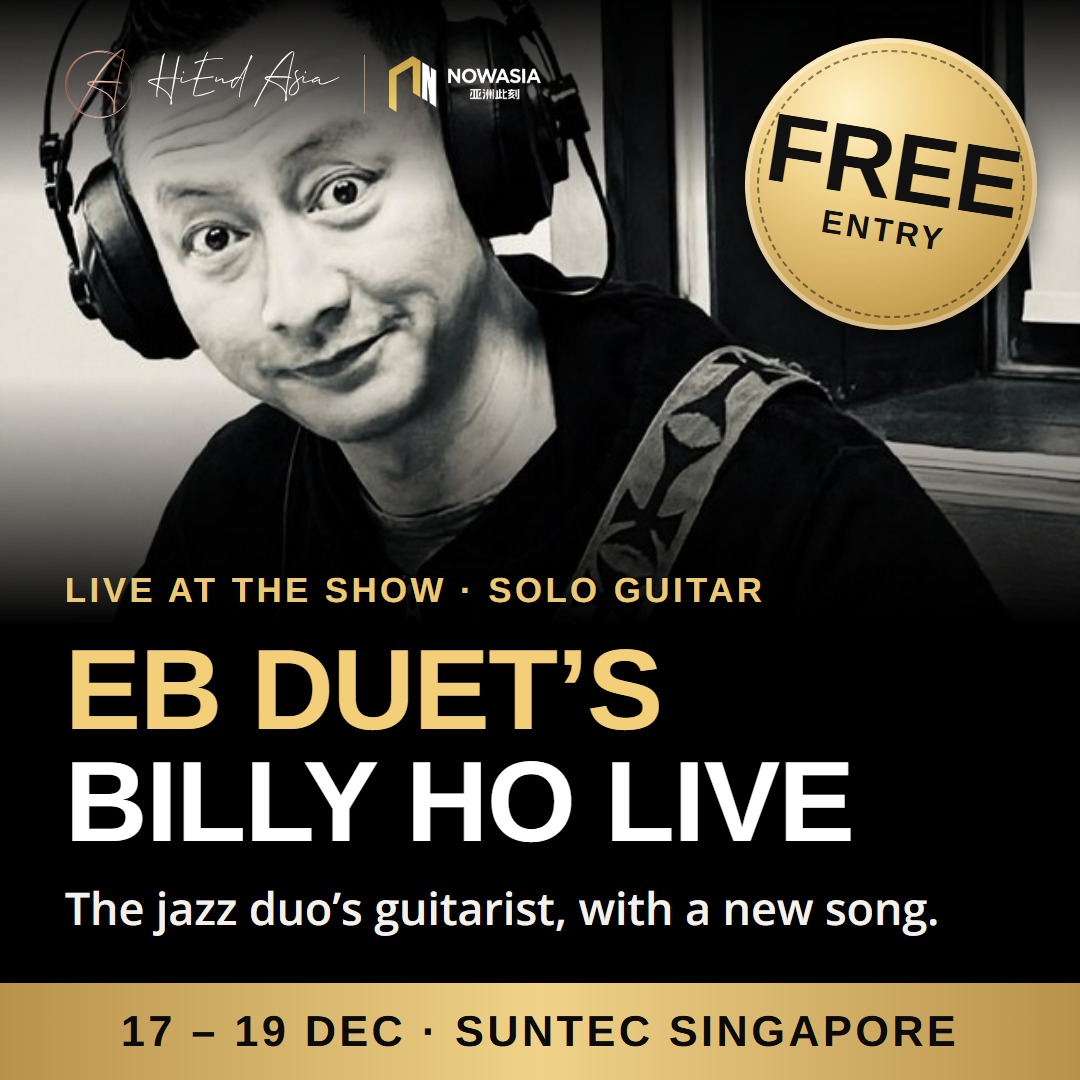 A HiEnd Asia
NOWASIA
亚洲此刻
FREE
ENTRY
LIVE AT THE SHOW · SOLO GUITAR
EB DUET’S
BILLY HO LIVE
The jazz duo’s guitarist, with a new song.
17 – 19 DEC · SUNTEC SINGAPORE